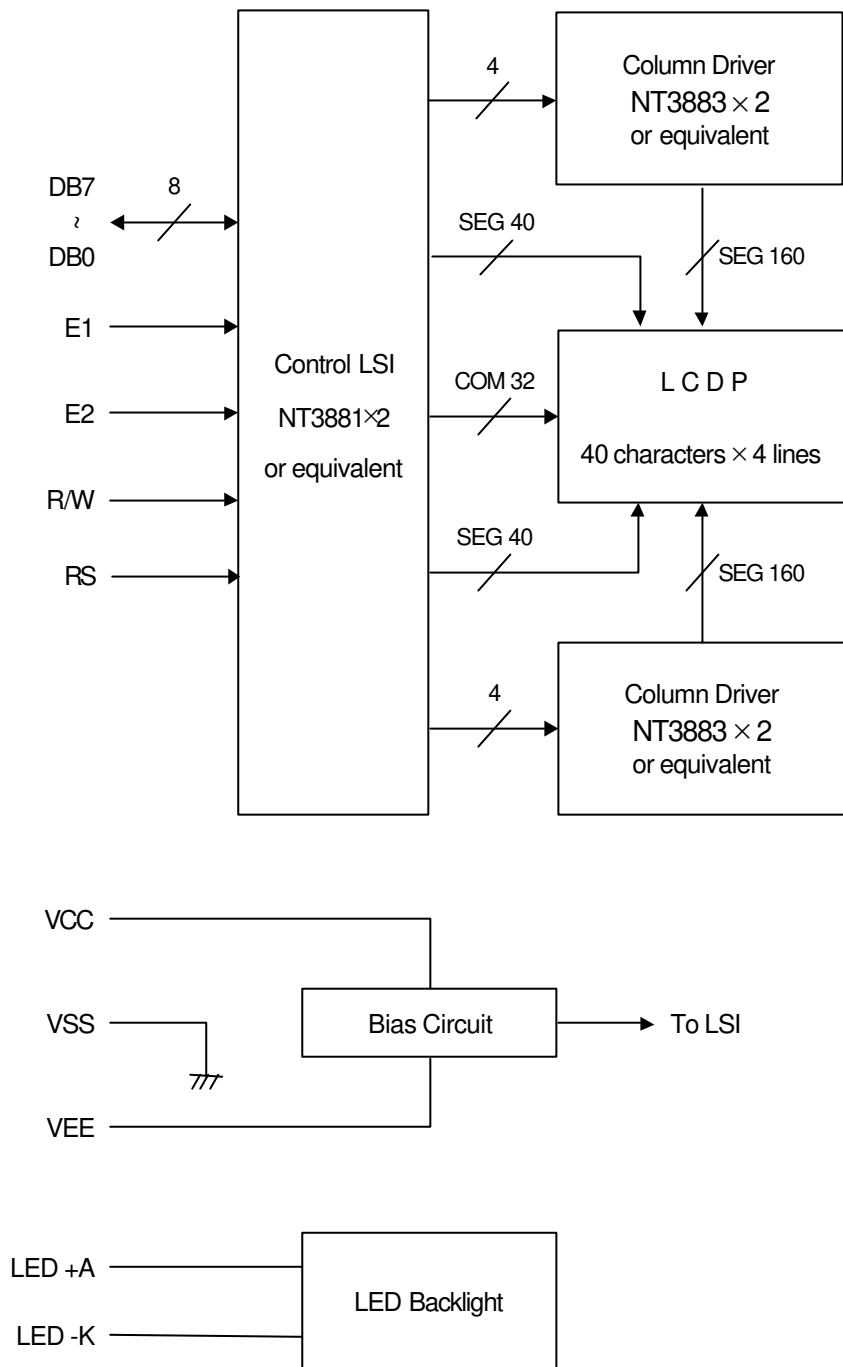 4
Column Driver
NT3883 × 2
or equivalent
DB7
~
DB0
8
SEG 40
SEG 160
E1
E2
R/W
RS
Control LSI
NT3881×2
or equivalent
COM 32
L C D P
40 characters × 4 lines
SEG 40
SEG 160
4
Column Driver
NT3883 × 2
or equivalent
VCC
VSS
Bias Circuit
To LSI
VEE
LED +A
LED Backlight
LED -K